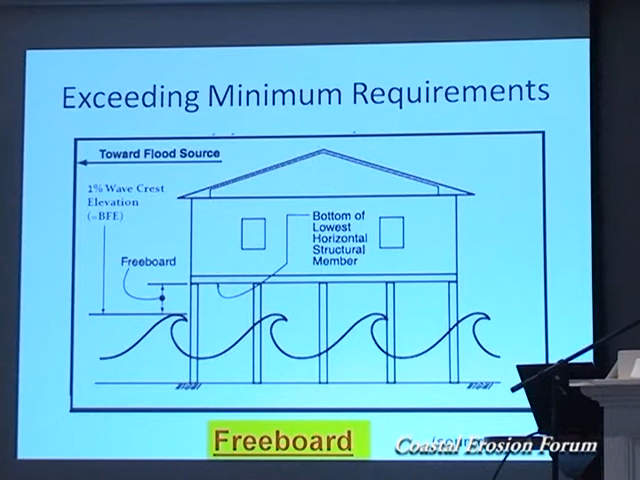 Exceeding Minimum Requirements
Toward Flood Source
1% Wave Crest
Elevation
(=BFE)
Freeboard
Bottom of
Lowest
Horizontal
Structural
Member
Freeboard
Coastal Erosion Forum